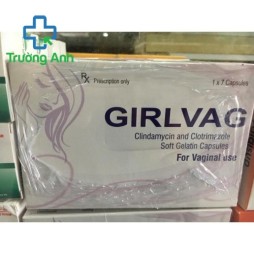 Trường Anh
Rx Prescription only
1 x 7 Capsules
GIRLVAG
Clindamycin and Clotrimazole
Soft Gelatin Capsules
For Vaginal use